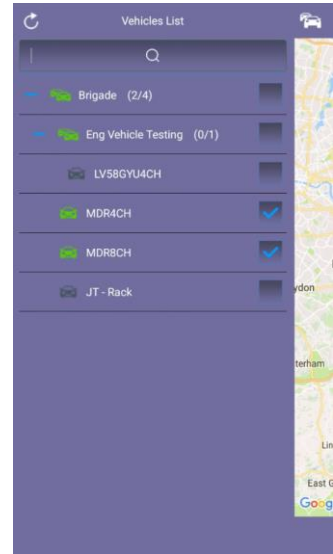 Vehicles List
Brigade (2/4)
Eng Vehicle Testing (0/1)
LV58GYU4CH
MDR4CH
MDR8CH
JT - Rack
ydon
terham
Lin
East G
Goog